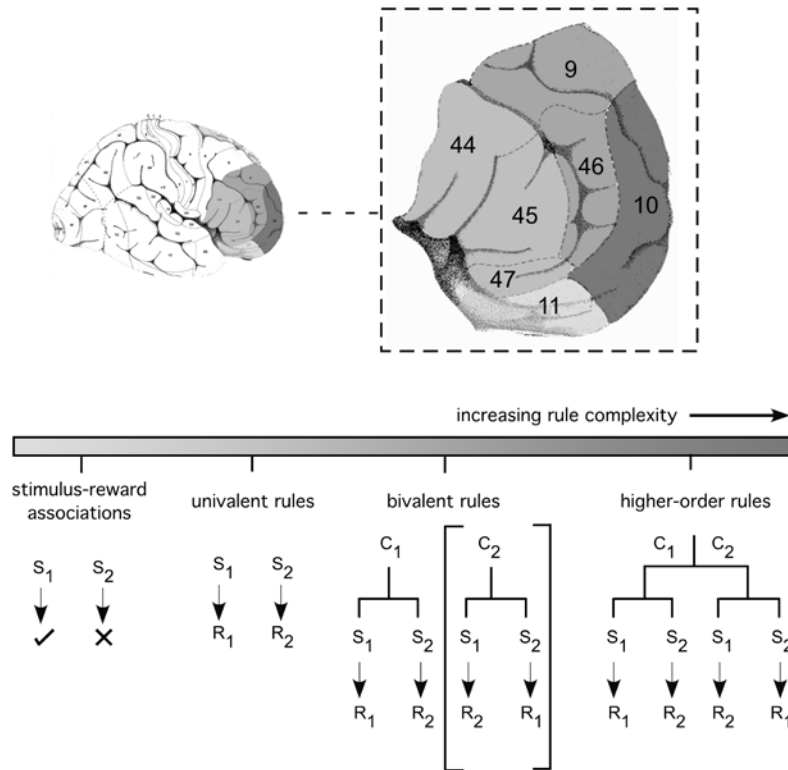 9
44
46
45
10
47
11
increasing rule complexity
stimulus-reward
associations
univalent rules
bivalent rules
higher-order rules
C1 C2 C1 C2
S1 S2 S1 S2 S1 S2 S1 S2 S1 S2 S1 S2
R1 R2 R1 R2 R2 R1 R1 R2 R2 R1